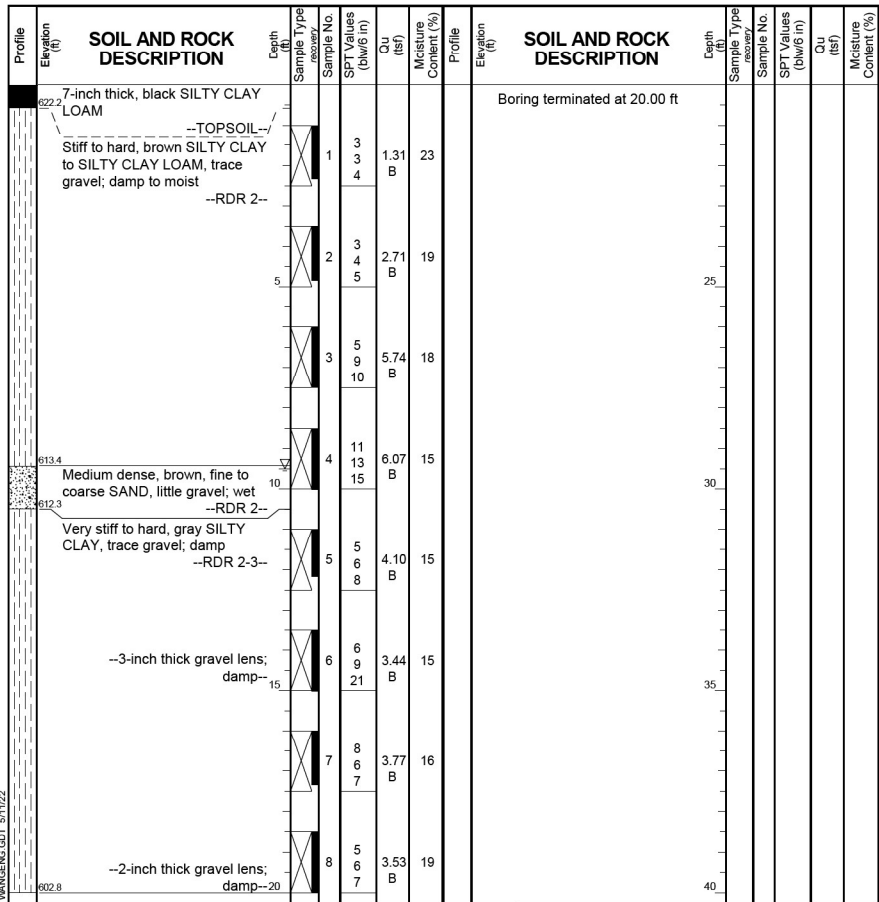 Profile
Elevation
(ft)
SOIL AND ROCK
DESCRIPTION
Depth
(ft)
Sample Type
recovery
Sample No.
SPT Values
(blw/6 in)
Qu
(tsf)
Moisture
Content (%)
Profile
Elevation
(ft)
SOIL AND ROCK
DESCRIPTION
Depth
(ft)
Sample Type
recovery
Sample No.
SPT Values
(blw/6 in)
Qu
(tsf)
Moisture
Content (%)
7-inch thick, black SILTY CLAY
622.2
LOAM
--TOPSOIL--
Boring terminated at 20.00 ft
Stiff to hard, brown SILTY CLAY
to SILTY CLAY LOAM, trace
gravel; damp to moist
--RDR 2--
1
3
3
4
1.31
B
23
2
3
4
5
2.71
B
19
5
25
3
5
9
10
5.74
B
18
613.4
4
11
13
15
6.07
B
15
Medium dense, brown, fine to
coarse SAND, little gravel; wet
10
30
--RDR 2--
612.3
Very stiff to hard, gray SILTY
CLAY, trace gravel; damp
--RDR 2-3--
5
5
6
8
4.10
B
15
--3-inch thick gravel lens;
damp--
15
6
6
9
21
3.44
B
15
35
7
8
6
7
3.77
B
16
--2-inch thick gravel lens;
damp--
20
8
5
6
7
3.53
B
19
602.8
40
WANGENG.GDT 5/11/22